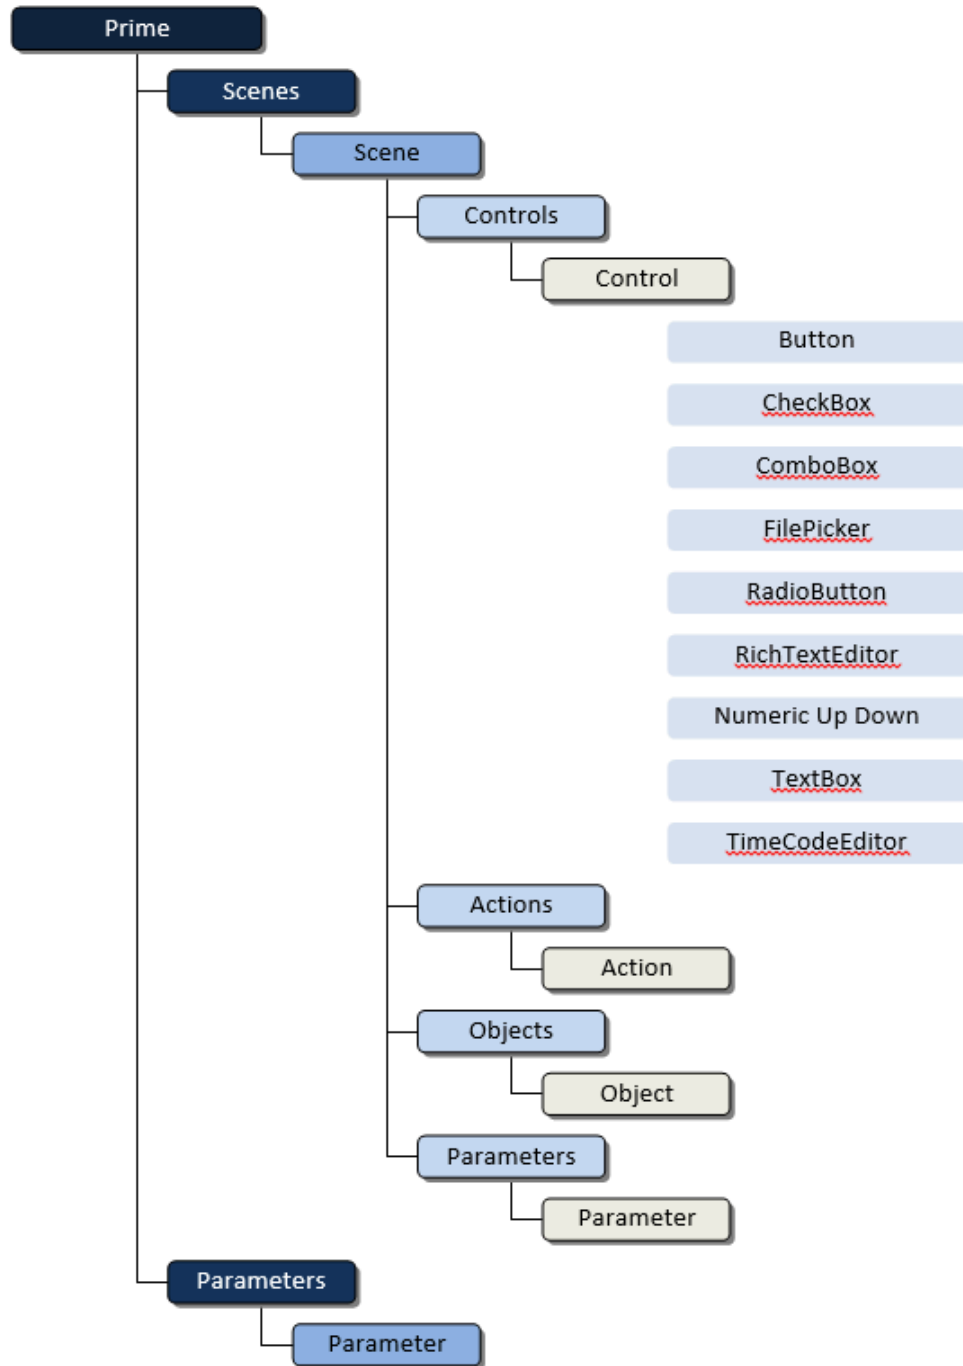 Prime
Scenes
Scene
Controls
Control
Button
CheckBox
ComboBox
FilePicker
RadioButton
RichTextEditor
Numeric Up Down
TextBox
TimeCodeEditor
Actions
Action
Objects
Object
Parameters
Parameter
Parameters
Parameter